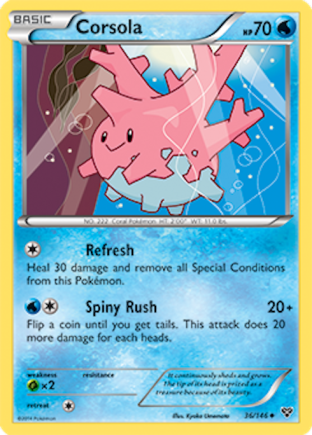 BASIC
Corsola
HP70
NO. 222 Coral Pokémon HT: 2'00" WT: 11.0 lbs.
Refresh
Heal 30 damage and remove all Special Conditions
from this Pokémon.
Spiny Rush 20+
Flip a coin until you get tails. This attack does 20
more damage for each heads.
weakness resistance
×2
retreat
It continuously sheds and grows.
The tip of its head is prized as a
treasure for its beauty.
©2014 Pokémon
Illus. Kyoko Umemoto 36/146
XY